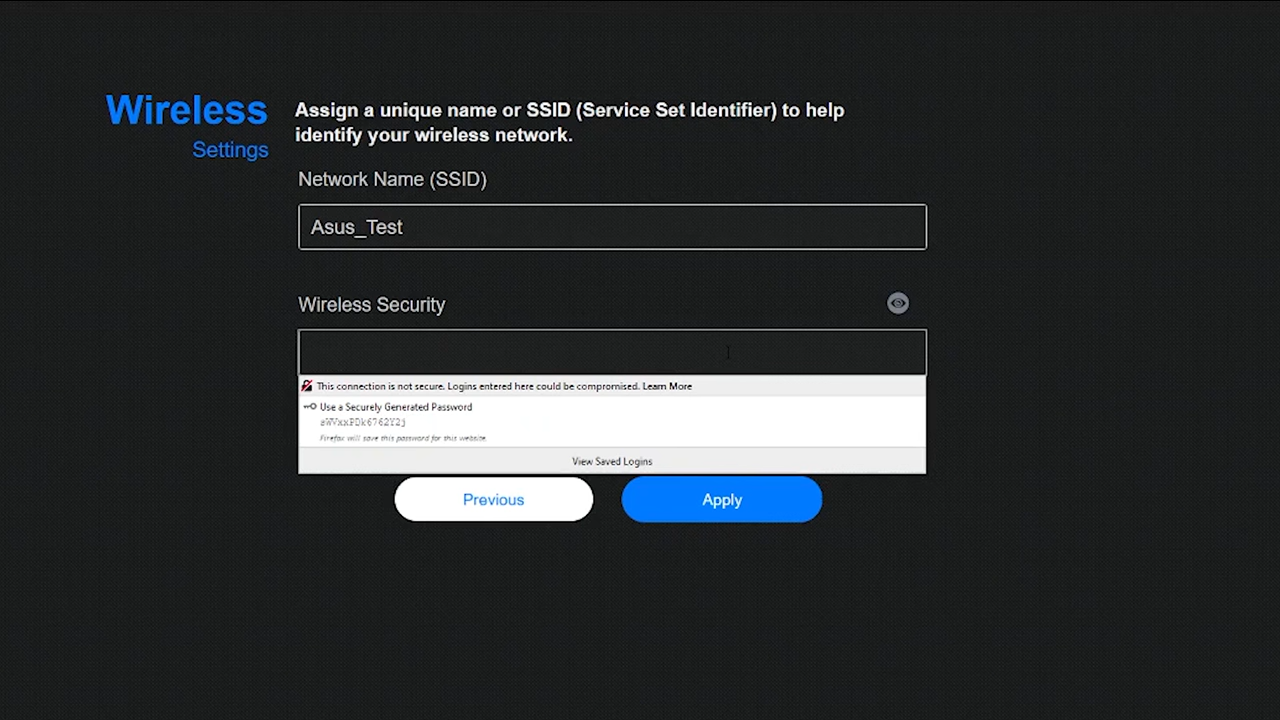 Wireless
Settings
Assign a unique name or SSID (Service Set Identifier) to help
identify your wireless network.
Network Name (SSID)
Asus_Test
Wireless Security
This connection is not secure. Logins entered here could be compromised. Learn More
Use a Securely Generated Password
sWVxxPDk6762Y2j
Firefox will save this password for this website.
View Saved Logins
Previous
Apply